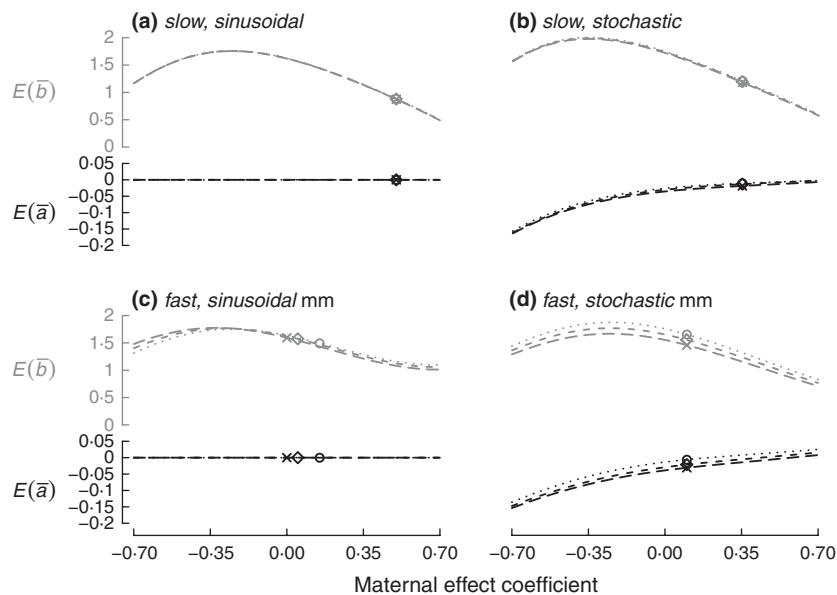 (a) slow, sinusoidal
(b) slow, stochastic
2
1·5
1
0·5
0
E(b̅)
0·05
0
−0·05
−0·1
−0·15
−0·2
E(a̅)
(c) fast, sinusoidal mm
(d) fast, stochastic mm
2
1·5
1
0·5
0
E(b̅)
0·05
0
−0·05
−0·1
−0·15
−0·2
E(a̅)
−0·70 −0·35 0·00 0·35 0·70
−0·70 −0·35 0·00 0·35 0·70
Maternal effect coefficient